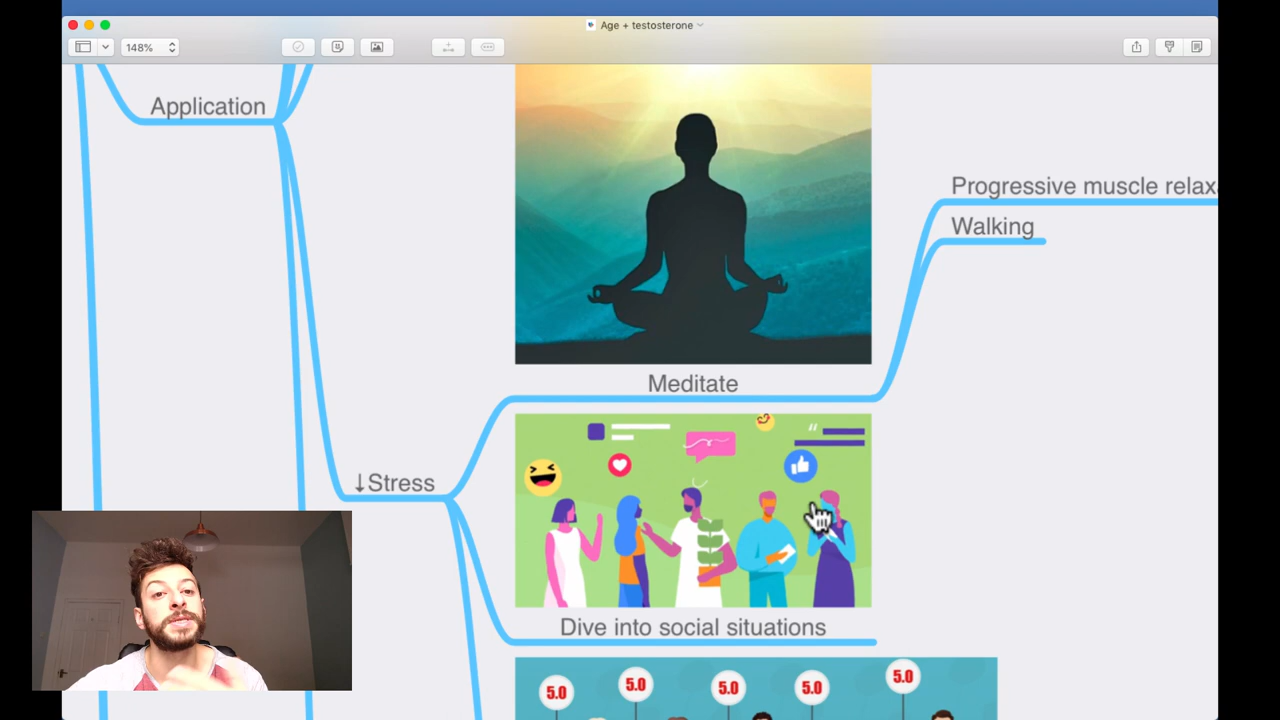 Age + testosterone
148%
Application
Progressive muscle relax
Walking
Meditate
↓Stress
Dive into social situations
5.0
5.0
5.0
5.0
5.0